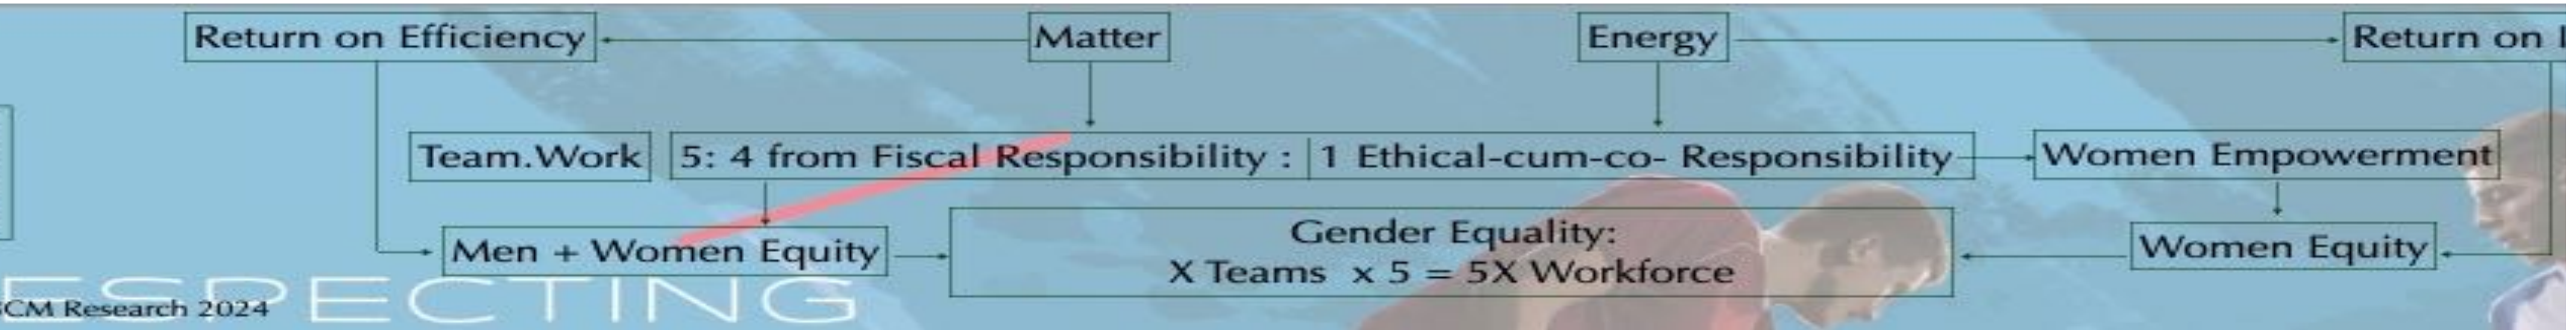 Return on Efficiency
Matter
Energy
Return on
Team.Work
5: 4 from Fiscal Responsibility :
1 Ethical-cum-co- Responsibility
Women Empowerment
Men + Women Equity
Gender Equality:
X Teams x 5 = 5X Workforce
Women Equity
ESPECTING
CM Research 2024